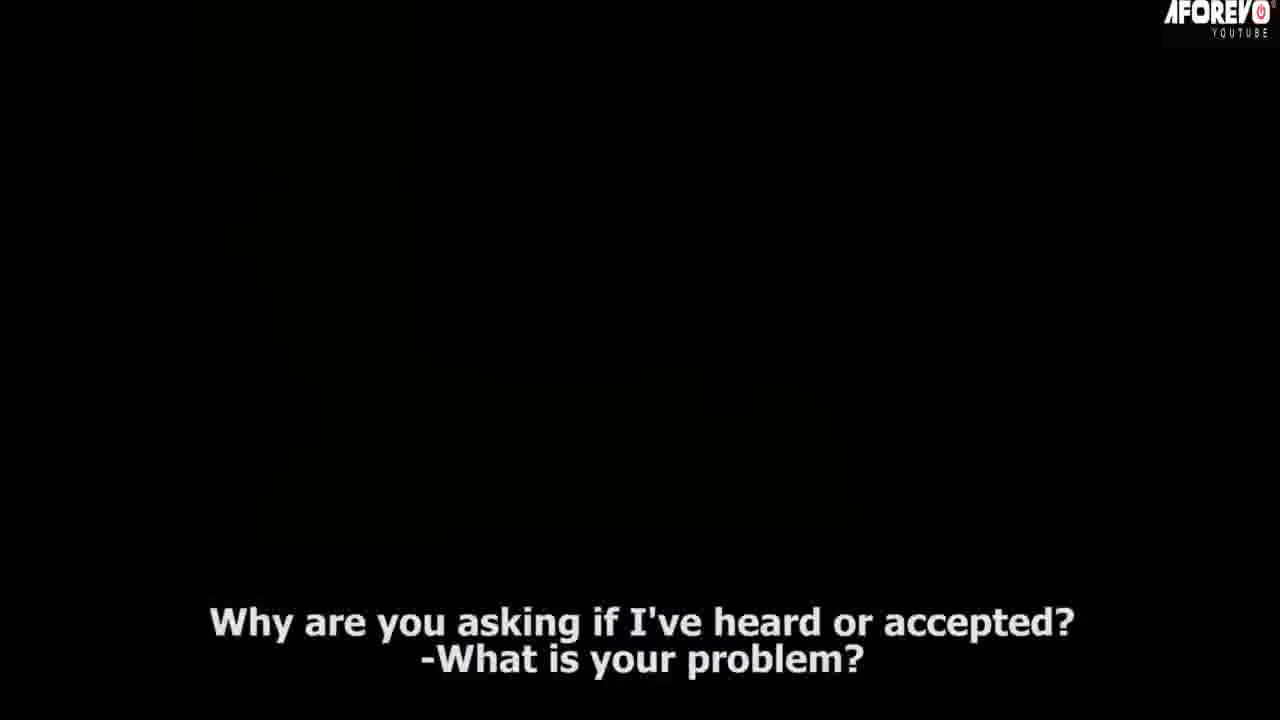 AFOREVO
YOUTUBE
Why are you asking if I've heard or accepted?
-What is your problem?